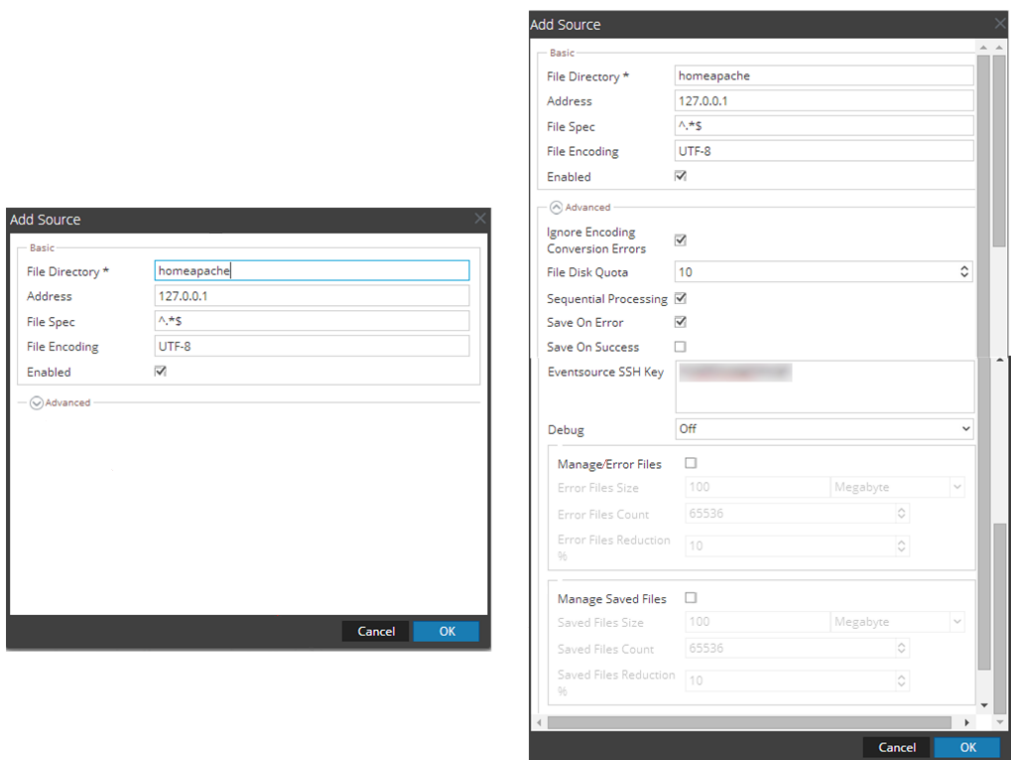 Add Source
Basic
File Directory * homeapache
Address 127.0.0.1
File Spec ^.*$
File Encoding UTF-8
Enabled
Advanced
Cancel OK
Add Source
Basic
File Directory * homeapache
Address 127.0.0.1
File Spec ^.*$
File Encoding UTF-8
Enabled
Advanced
Ignore Encoding
Conversion Errors
File Disk Quota 10
Sequential Processing
Save On Error
Save On Success
Eventsource SSH Key
Debug Off
Manage/Error Files
Error Files Size 100 Megabyte
Error Files Count 65536
Error Files Reduction
% 10
Manage Saved Files
Saved Files Size 100 Megabyte
Saved Files Count 65536
Saved Files Reduction
% 10
Cancel OK